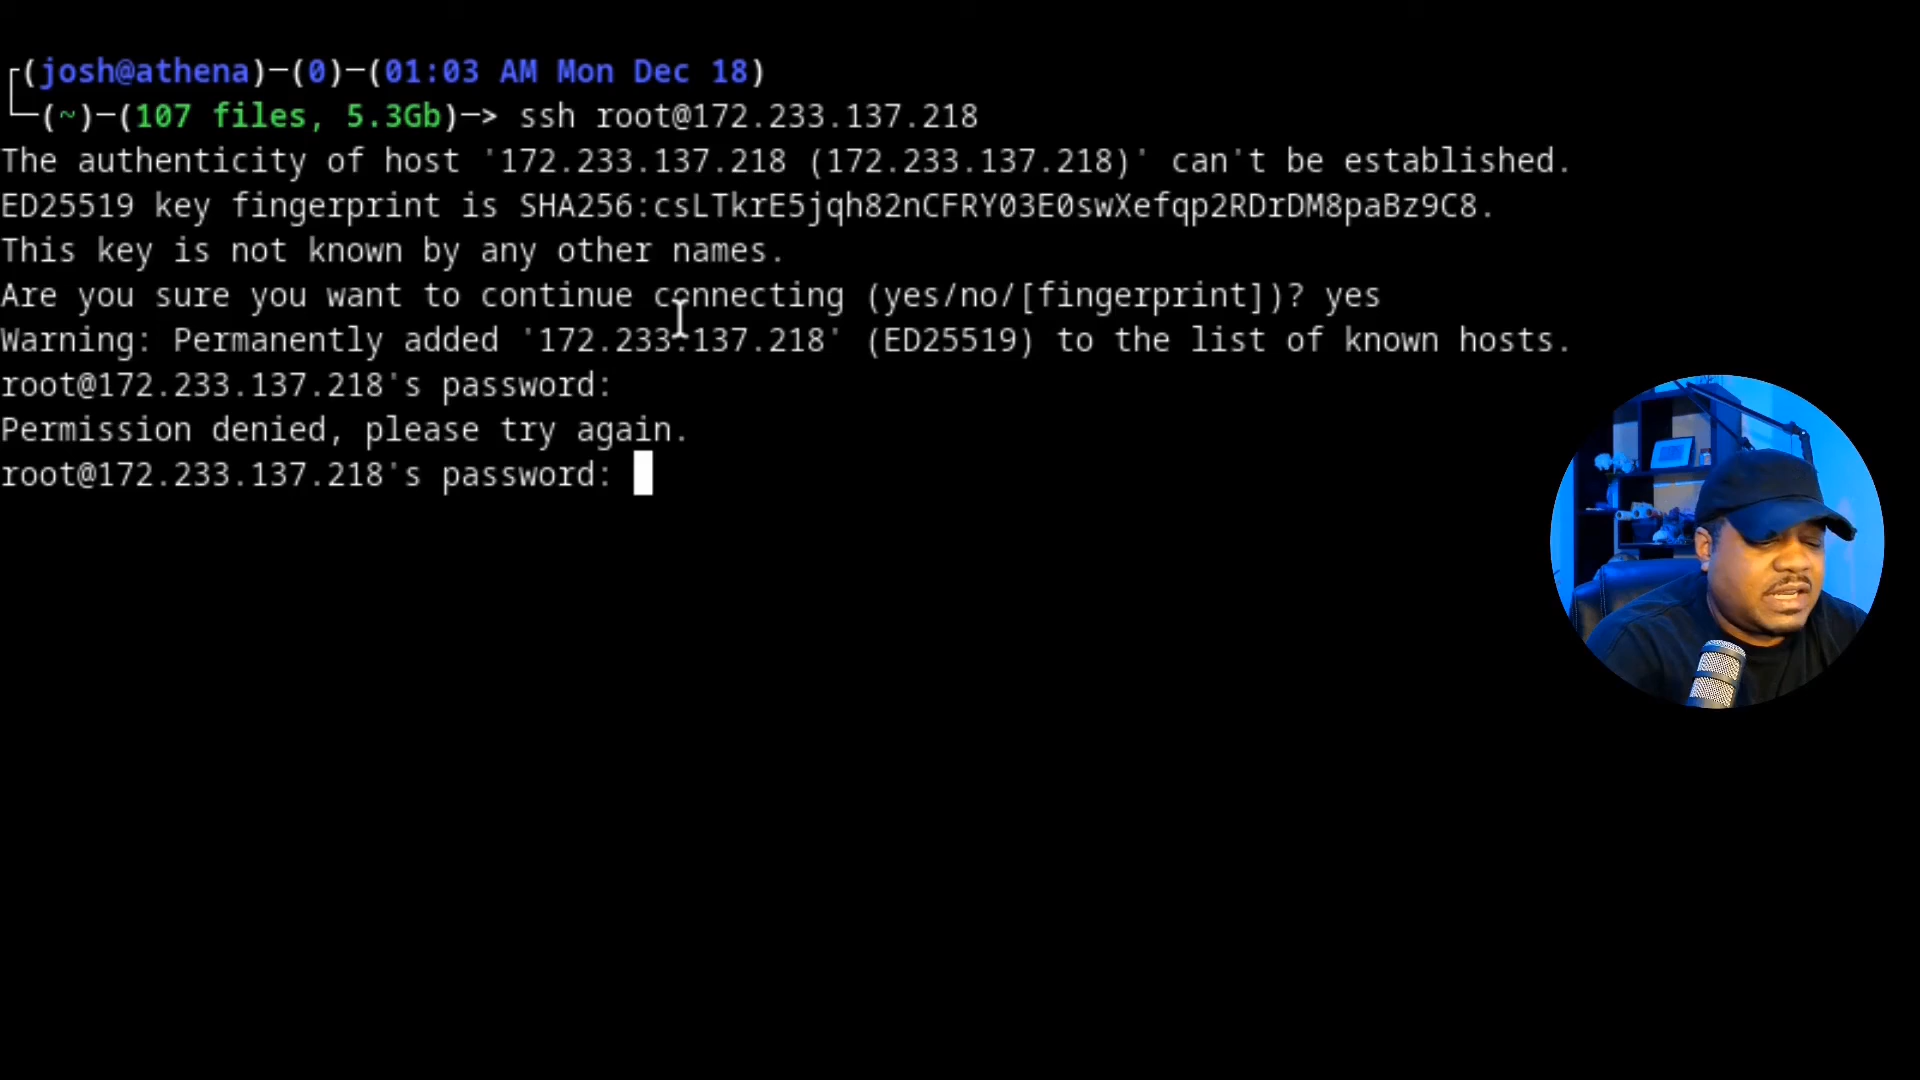 ┌(josh@athena)─(0)─(01:03 AM Mon Dec 18)
└─(~)─(107 files, 5.3Gb)─> ssh root@172.233.137.218
The authenticity of host '172.233.137.218 (172.233.137.218)' can't be established.
ED25519 key fingerprint is SHA256:csLTkrE5jqh82nCFRY03E0swXefqp2RDrDM8paBz9C8.
This key is not known by any other names.
Are you sure you want to continue connecting (yes/no/[fingerprint])? yes
Warning: Permanently added '172.233.137.218' (ED25519) to the list of known hosts.
root@172.233.137.218's password:
Permission denied, please try again.
root@172.233.137.218's password: